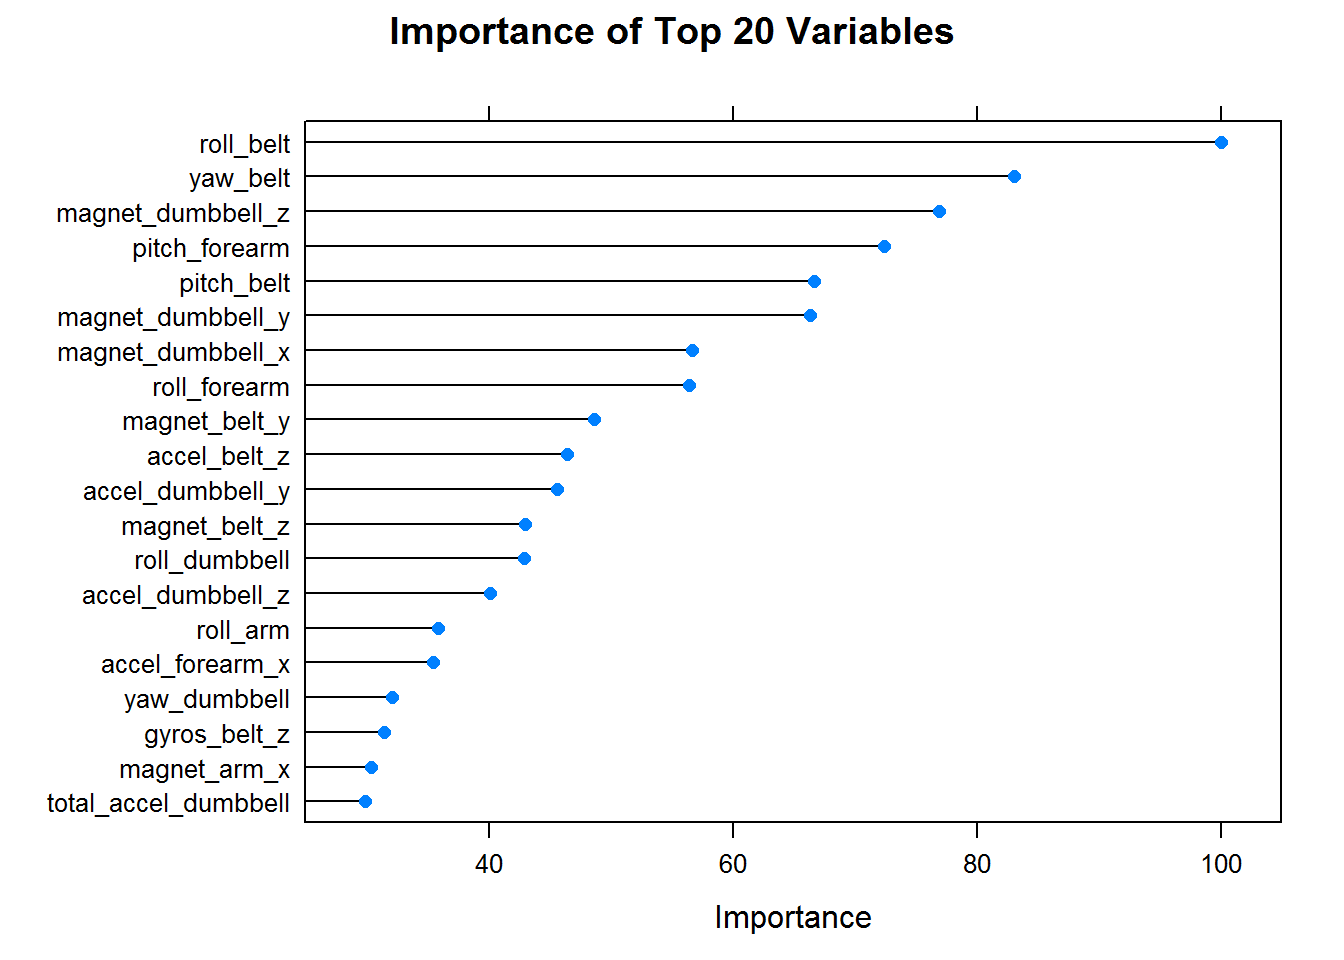 Importance of Top 20 Variables
roll_belt
yaw_belt
magnet_dumbbell_z
pitch_forearm
pitch_belt
magnet_dumbbell_y
magnet_dumbbell_x
roll_forearm
magnet_belt_y
accel_belt_z
accel_dumbbell_y
magnet_belt_z
roll_dumbbell
accel_dumbbell_z
roll_arm
accel_forearm_x
yaw_dumbbell
gyros_belt_z
magnet_arm_x
total_accel_dumbbell
40 60 80 100
Importance